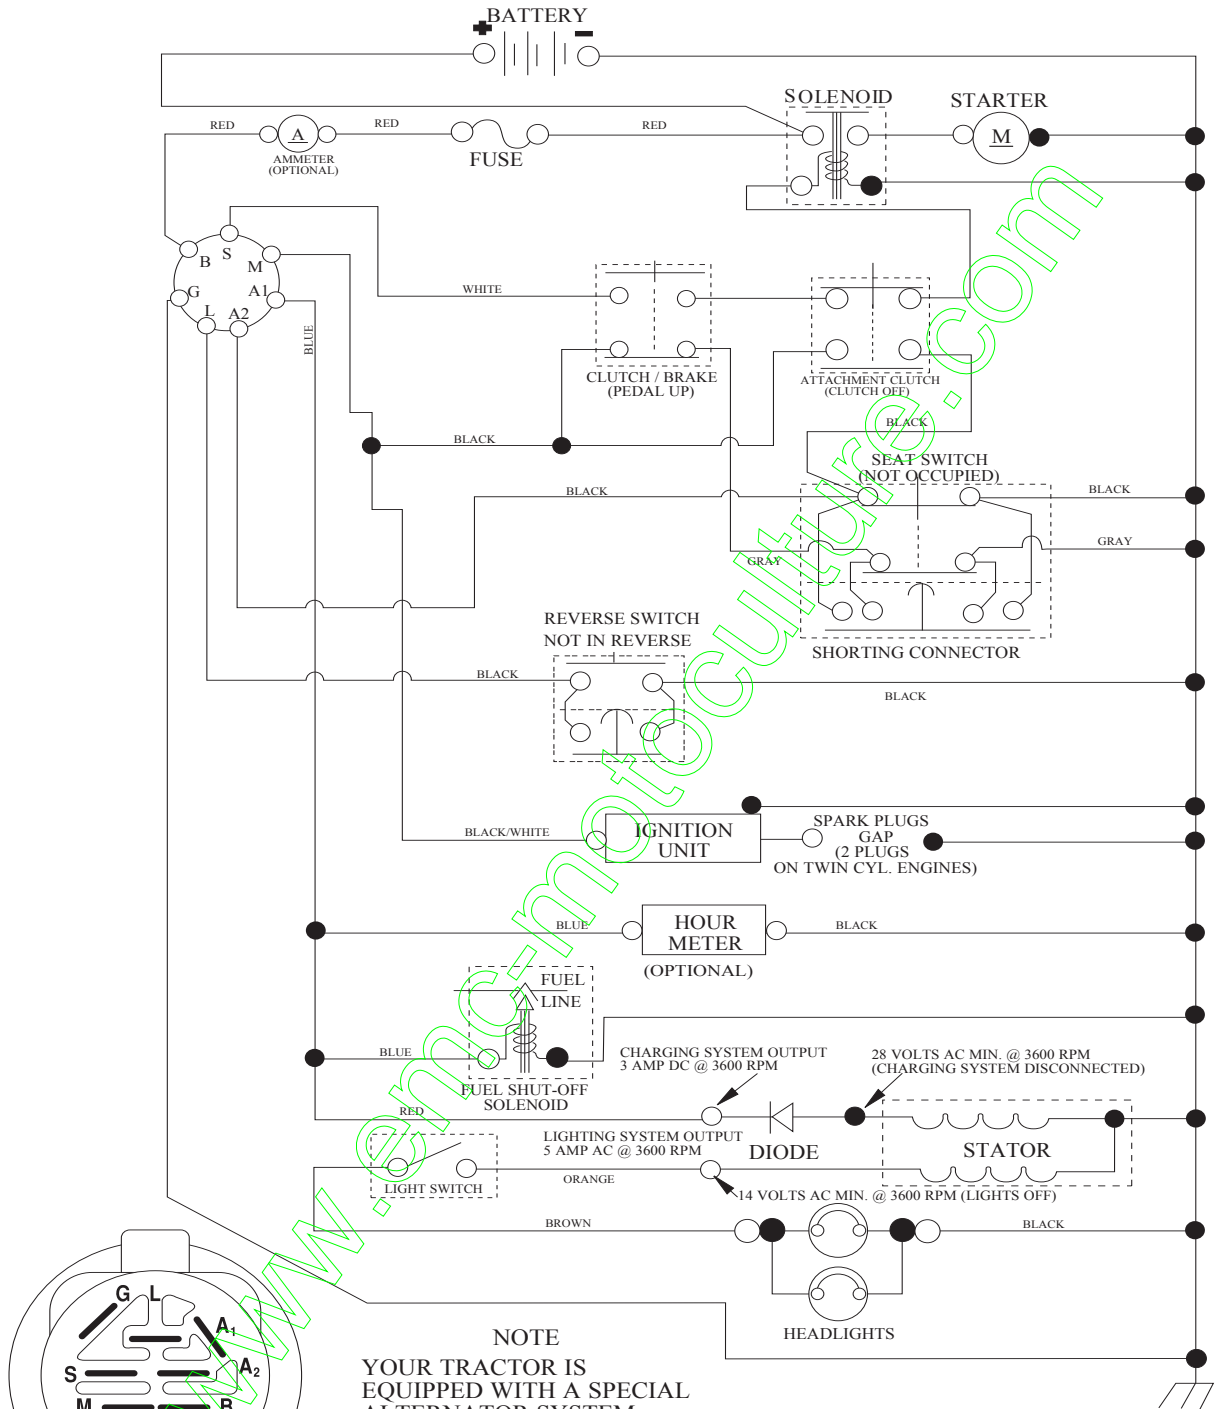 BATTERY
SOLENOID
STARTER
RED
RED
RED
A
M
AMMETER
(OPTIONAL)
FUSE
B
S
M
G
A1
L
A2
WHITE
BLUE
CLUTCH / BRAKE
(PEDAL UP)
ATTACHMENT CLUTCH
(CLUTCH OFF)
BLACK
BLACK
SEAT SWITCH
(NOT OCCUPIED)
BLACK
BLACK
GRAY
GRAY
REVERSE SWITCH
NOT IN REVERSE
SHORTING CONNECTOR
BLACK
BLACK
BLACK/WHITE
IGNITION
UNIT
SPARK PLUGS
GAP
(2 PLUGS
ON TWIN CYL. ENGINES)
BLUE
HOUR
METER
BLACK
(OPTIONAL)
FUEL
LINE
BLUE
FUEL SHUT-OFF
SOLENOID
CHARGING SYSTEM OUTPUT
3 AMP DC @ 3600 RPM
28 VOLTS AC MIN. @ 3600 RPM
(CHARGING SYSTEM DISCONNECTED)
RED
LIGHTING SYSTEM OUTPUT
5 AMP AC @ 3600 RPM
DIODE
STATOR
LIGHT SWITCH
ORANGE
14 VOLTS AC MIN. @ 3600 RPM (LIGHTS OFF)
BROWN
BLACK
HEADLIGHTS
G L
A1
A2
S
M
B
NOTE
YOUR TRACTOR IS
EQUIPPED WITH A SPECIAL
ALTERNATOR SYSTEM
www.emc-motoculture.com